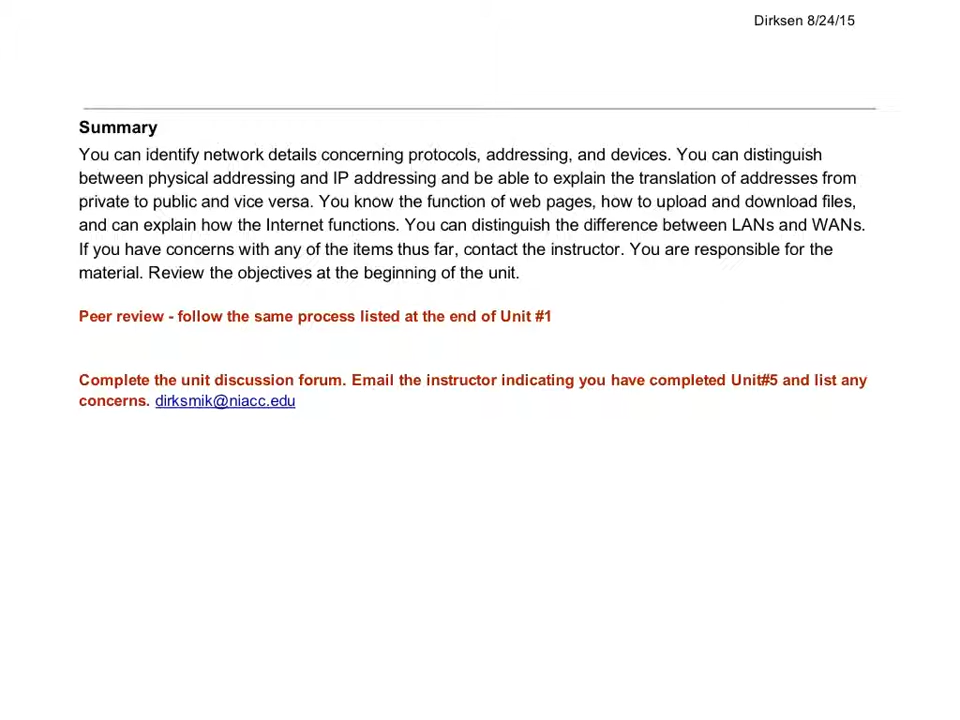 Dirksen 8/24/15
Summary
You can identify network details concerning protocols, addressing, and devices. You can distinguish
between physical addressing and IP addressing and be able to explain the translation of addresses from
private to public and vice versa. You know the function of web pages, how to upload and download files,
and can explain how the Internet functions. You can distinguish the difference between LANs and WANs.
If you have concerns with any of the items thus far, contact the instructor. You are responsible for the
material. Review the objectives at the beginning of the unit.
Peer review - follow the same process listed at the end of Unit #1
Complete the unit discussion forum. Email the instructor indicating you have completed Unit#5 and list any
concerns. dirksmik@niacc.edu